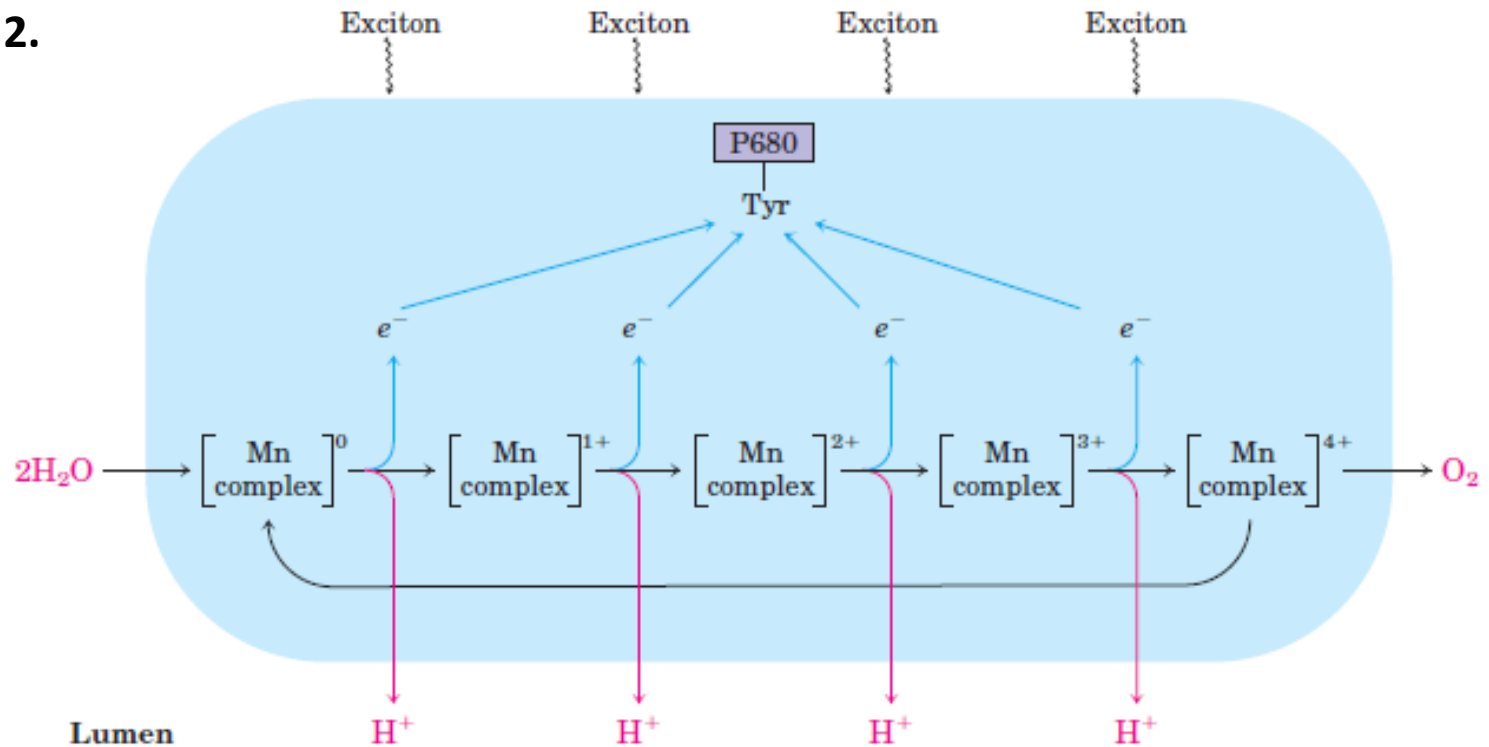 2.
Exciton Exciton Exciton Exciton
P680
Tyr
e⁻ e⁻ e⁻ e⁻
2H₂O [Mn complex]⁰ [Mn complex]¹⁺ [Mn complex]²⁺ [Mn complex]³⁺ [Mn complex]⁴⁺ O₂
Lumen H⁺ H⁺ H⁺ H⁺